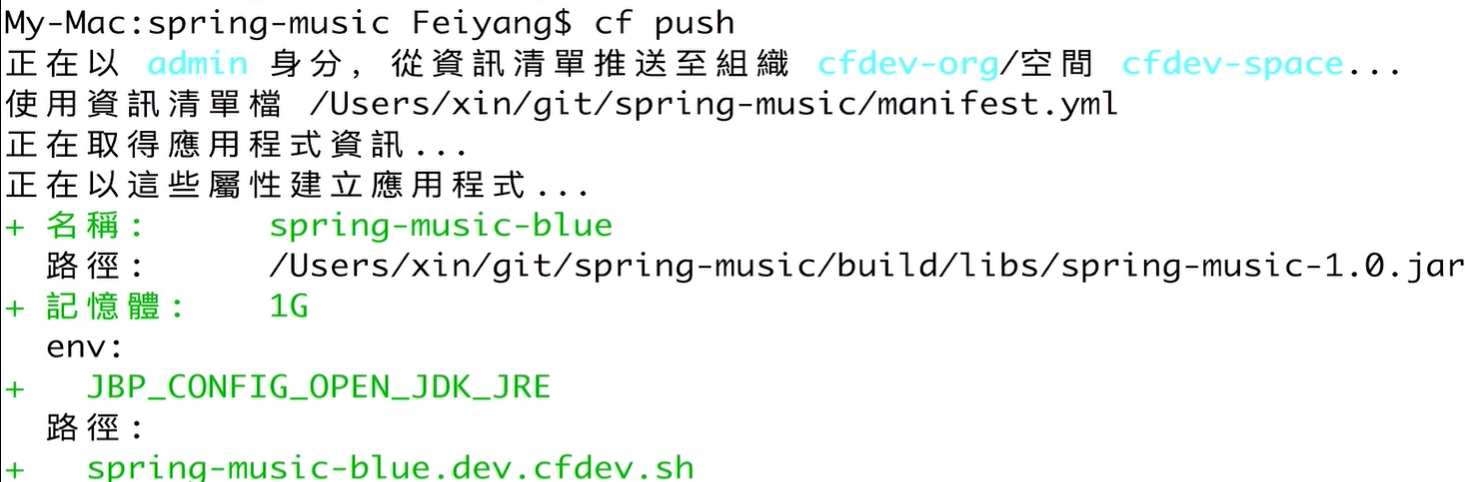 My-Mac:spring-music Feiyang$ cf push
正在以 admin 身分, 從資訊清單推送至組織 cfdev-org/空間 cfdev-space...
使用資訊清單檔 /Users/xin/git/spring-music/manifest.yml
正在取得應用程式資訊...
正在以這些屬性建立應用程式...
+ 名稱: spring-music-blue
路徑: /Users/xin/git/spring-music/build/libs/spring-music-1.0.jar
+ 記憶體: 1G
env:
+ JBP_CONFIG_OPEN_JDK_JRE
路徑:
+ spring-music-blue.dev.cfdev.sh